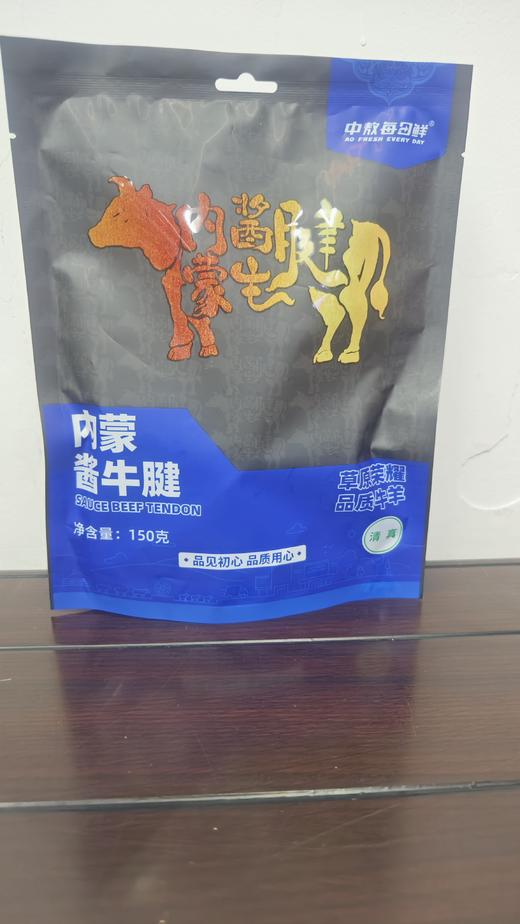 中敖每日鲜®
AO FRESH EVERY DAY
内蒙酱牛腱
内蒙
酱牛腱
SAUCE BEEF TENDON
净含量：150克
草原荣耀
品质牛羊
清真
•品见初心 品质用心•